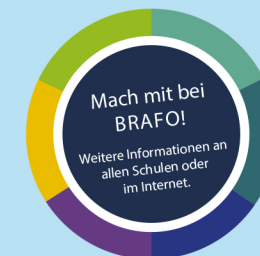 Mach mit bei
BRAFO!
Weitere Informationen an
allen Schulen oder
im Internet.